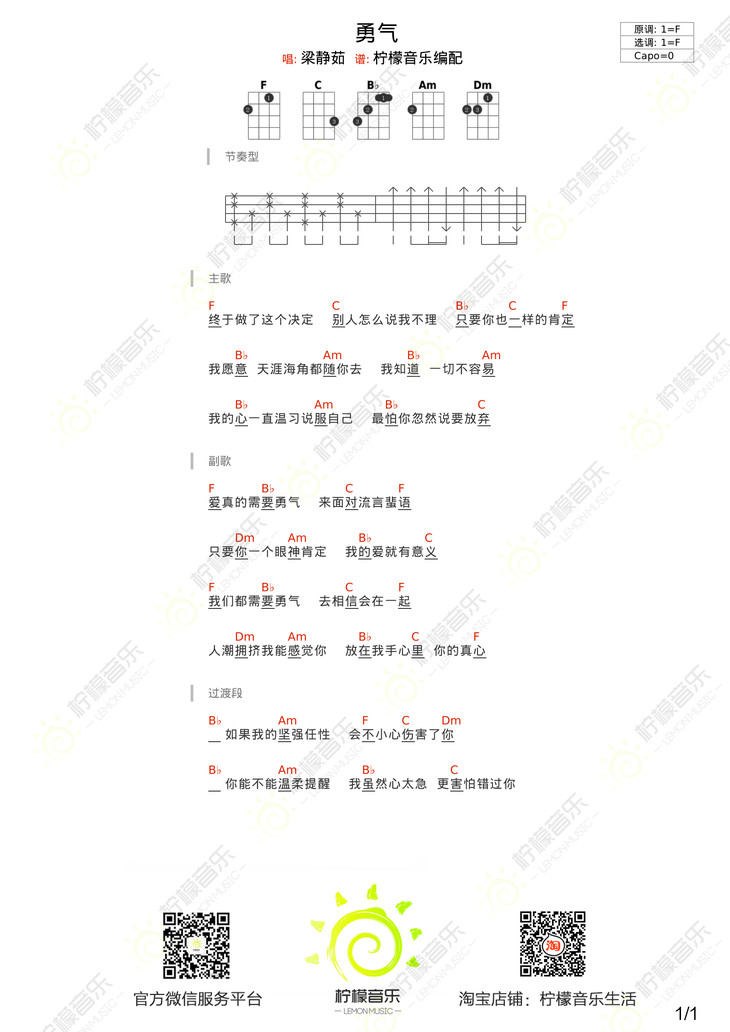 勇气
原调: 1=F
选调: 1=F
Capo=0
唱: 梁静茹 谱: 柠檬音乐编配
F C B♭ Am Dm
节奏型
主歌
F C B♭ C F
终于做了这个决定 别人怎么说我不理 只要你也一样的肯定
B♭ Am B♭ Am
我愿意 天涯海角都随你去 我知道 一切不容易
B♭ Am B♭ C
我的心一直温习说服自己 最怕你忽然说要放弃
副歌
F B♭ C F
爱真的需要勇气 来面对流言蜚语
Dm Am B♭ C
只要你一个眼神肯定 我的爱就有意义
F B♭ C F
我们都需要勇气 去相信会在一起
Dm Am B♭ C F
人潮拥挤我能感觉你 放在我手心里 你的真心
过渡段
B♭ Am F C Dm
如果我的坚强任性 会不小心伤害了你
B♭ Am B♭ C
你能不能温柔提醒 我虽然心太急 更害怕错过你
淘
官方微信服务平台
柠檬音乐
LEMON MUSIC
淘宝店铺：柠檬音乐生活
1/1